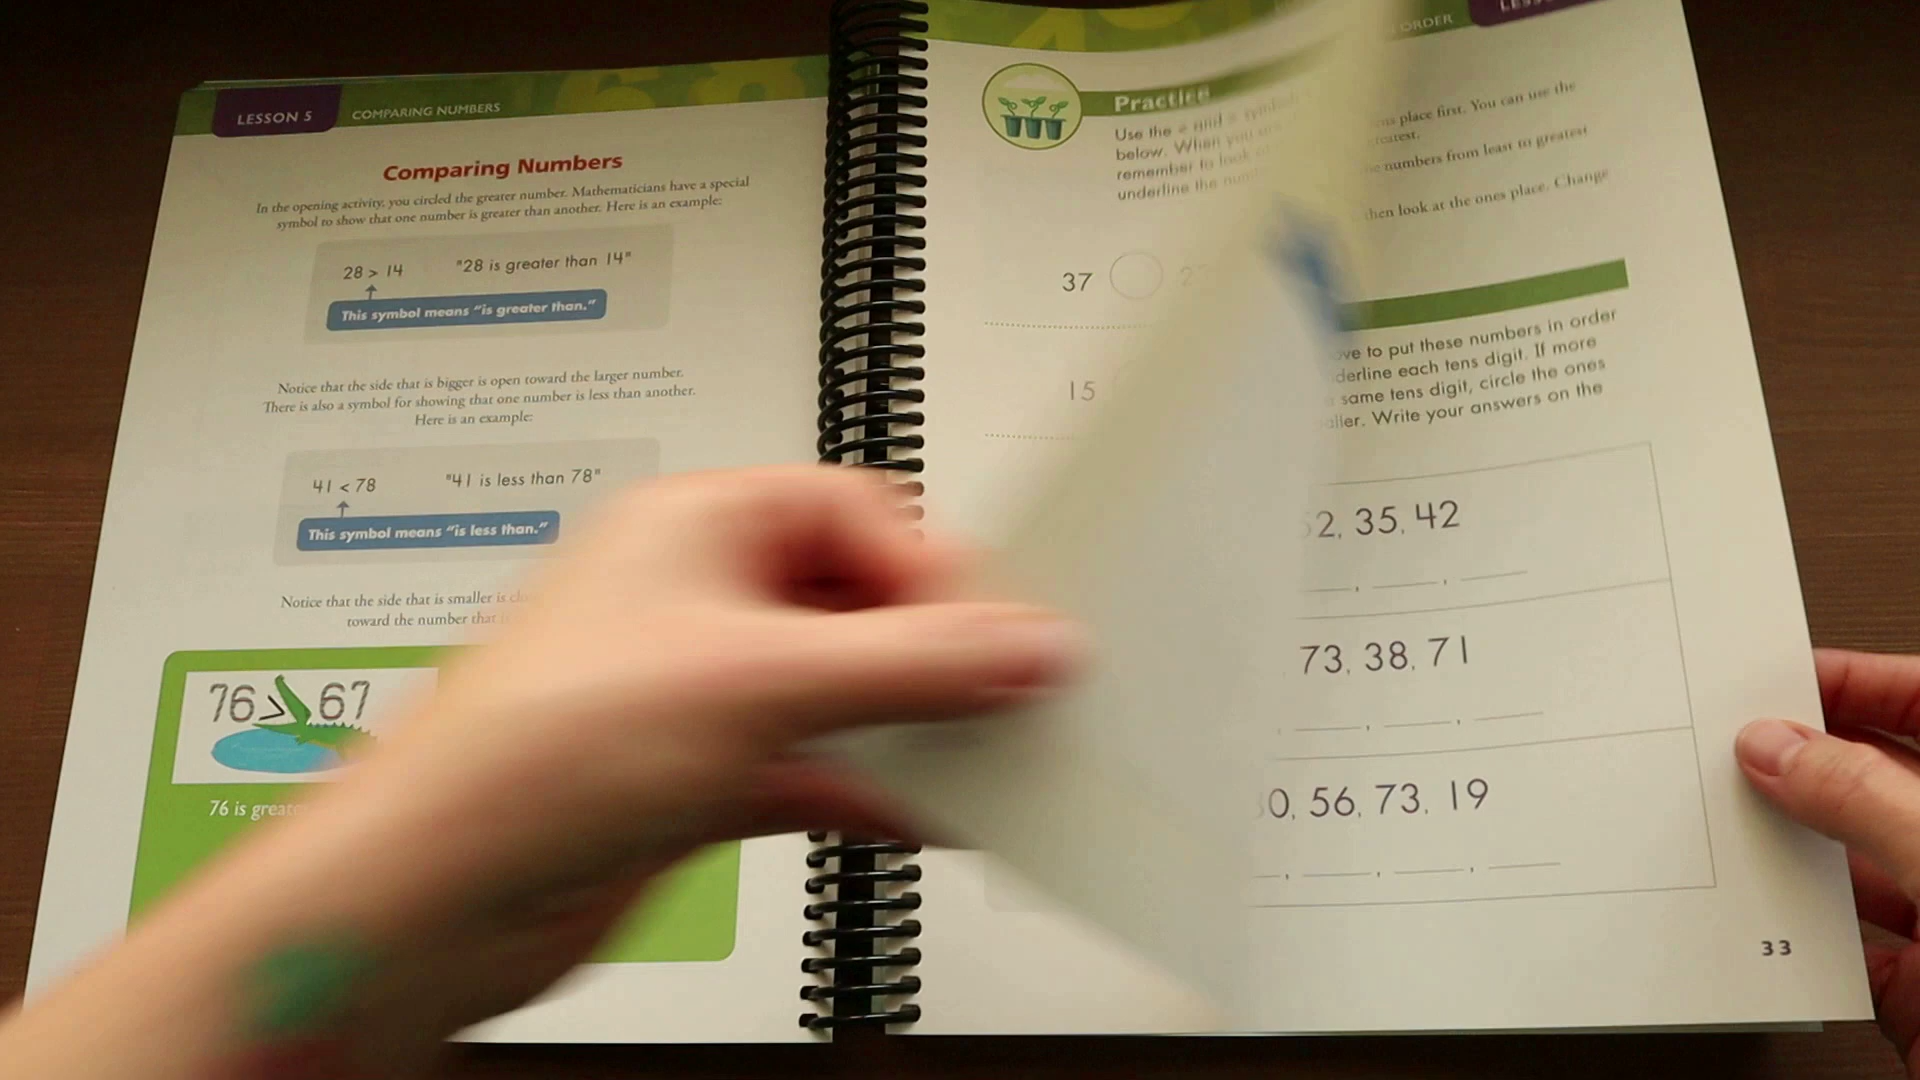 LESSON 5 COMPARING NUMBERS
Comparing Numbers
In the opening activity, you circled the greater number. Mathematicians have a special
symbol to show that one number is greater than another. Here is an example:
28 > 14 "28 is greater than 14"
This symbol means "is greater than."
Notice that the side that is bigger is open toward the larger number.
There is also a symbol for showing that one number is less than another.
Here is an example:
41 < 78 "41 is less than 78"
This symbol means "is less than."
Notice that the side that is smaller is
toward the number that
76 > 67
76 is
Practice
Use the
below. When you
remember to look
underline the
37
15
ORDER
place first. You can use the
numbers from least to greatest
then look at the ones place. Change
to put these numbers in order
each tens digit. If more
same tens digit, circle the ones
Write your answers on the
35, 42
73, 38, 71
56, 73, 19
33